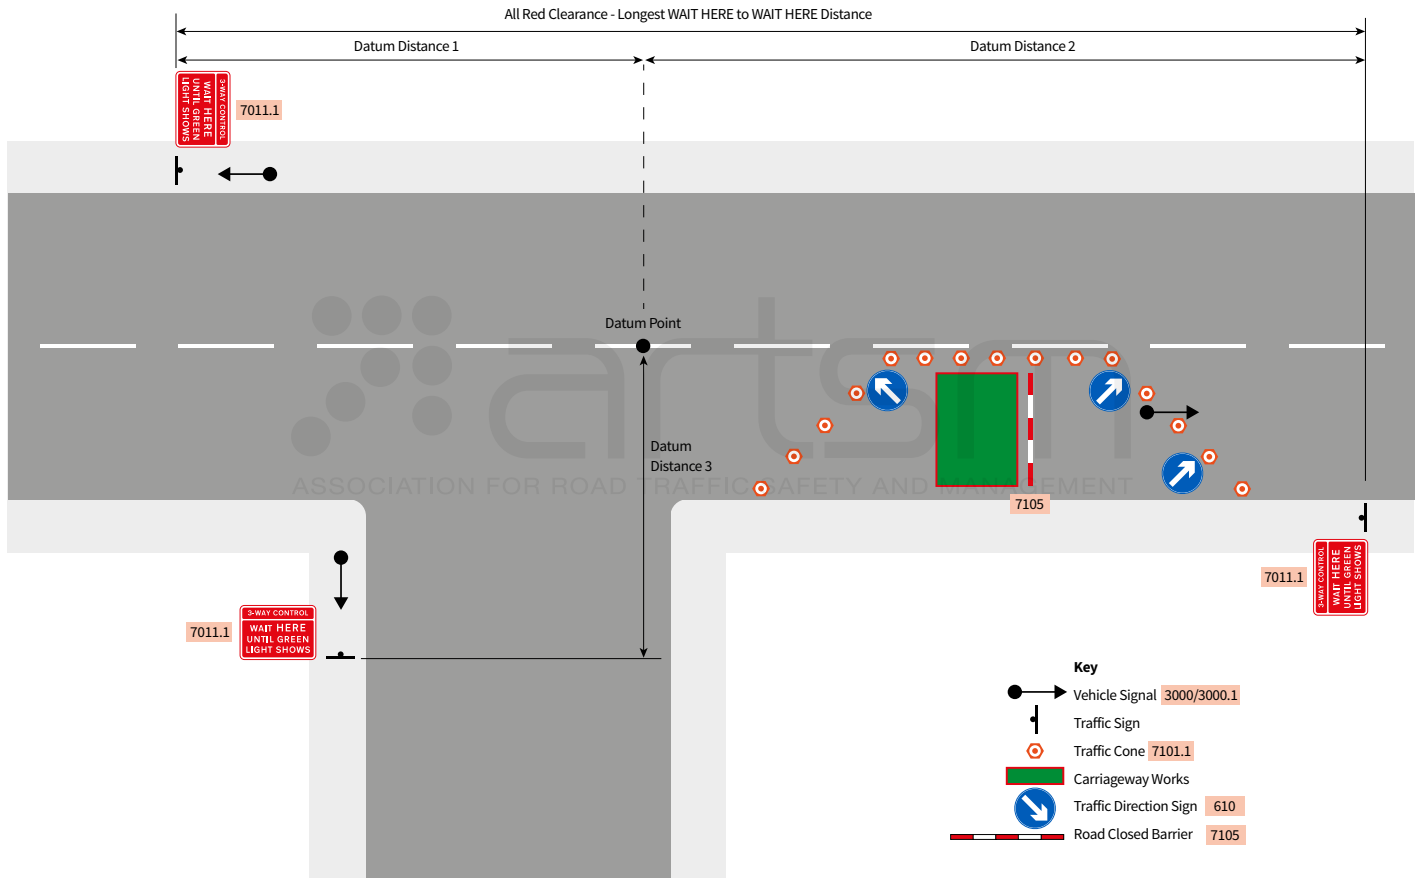 All Red Clearance - Longest WAIT HERE to WAIT HERE Distance
Datum Distance 1
Datum Distance 2
3-WAY CONTROL
WAIT HERE
UNTIL GREEN
LIGHT SHOWS
7011.1
Datum Point
artsm
Datum
Distance 3
ASSOCIATION FOR ROAD TRAFFIC SAFETY AND MANAGEMENT
7105
7011.1
3-WAY CONTROL
WAIT HERE
UNTIL GREEN
LIGHT SHOWS
7011.1
3-WAY CONTROL
WAIT HERE
UNTIL GREEN
LIGHT SHOWS
Key
Vehicle Signal 3000/3000.1
Traffic Sign
Traffic Cone 7101.1
Carriageway Works
Traffic Direction Sign 610
Road Closed Barrier 7105